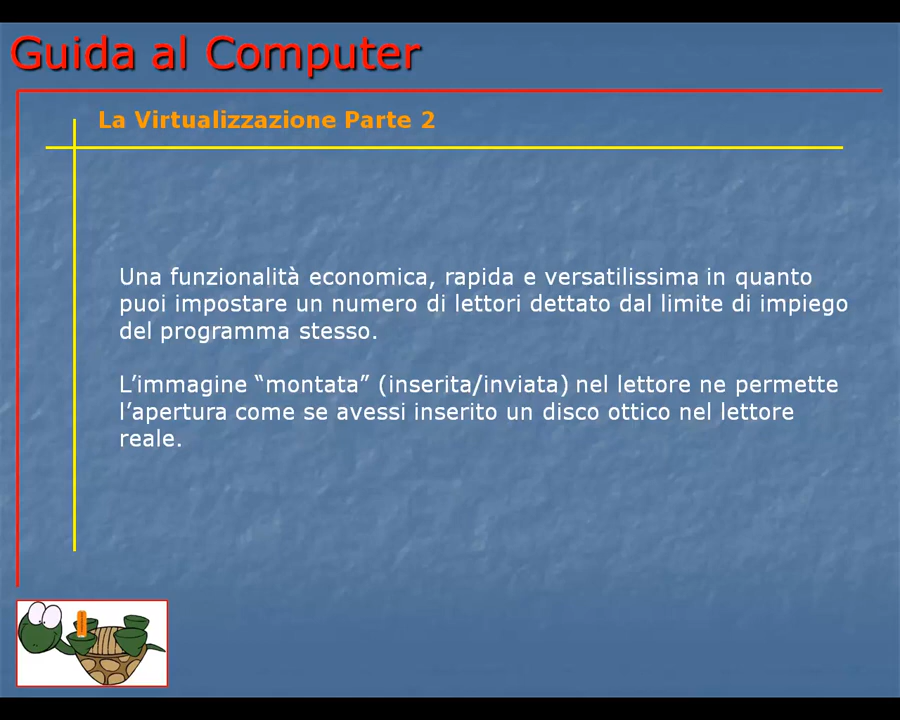 Guida al Computer
La Virtualizzazione Parte 2
Una funzionalità economica, rapida e versatilissima in quanto
puoi impostare un numero di lettori dettato dal limite di impiego
del programma stesso.
L’immagine “montata” (inserita/inviata) nel lettore ne permette
l’apertura come se avessi inserito un disco ottico nel lettore
reale.